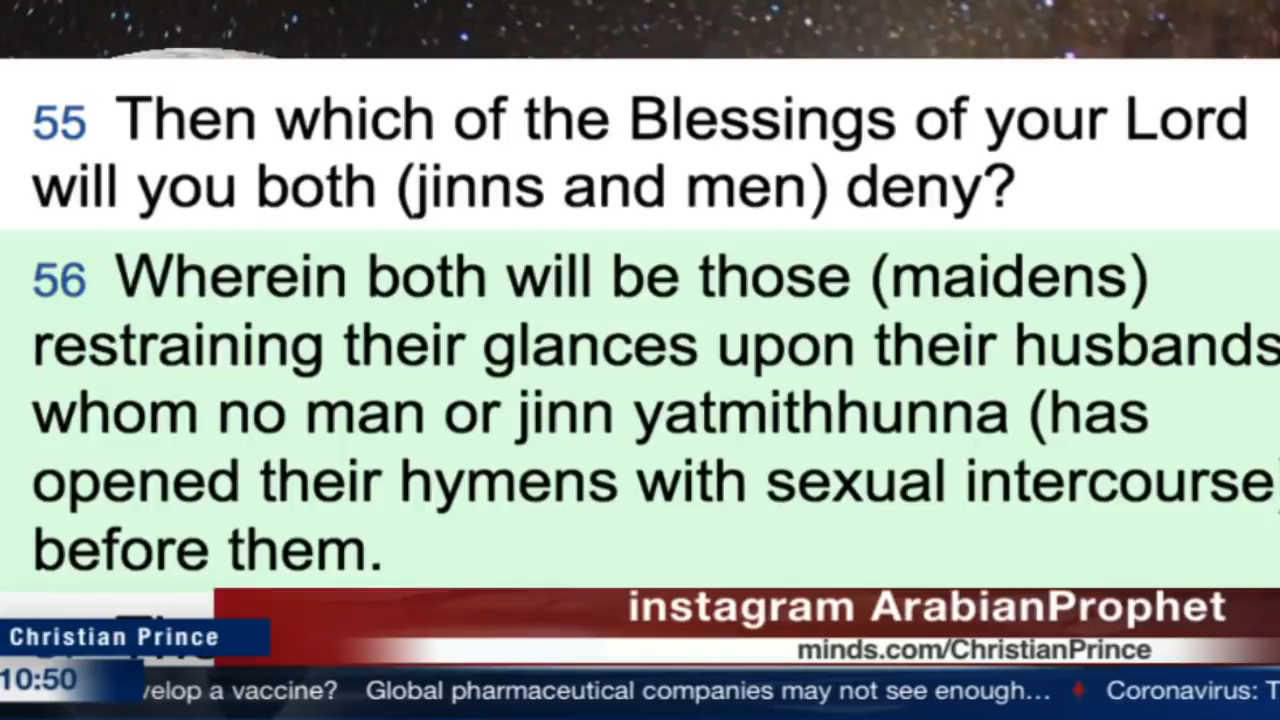 55 Then which of the Blessings of your Lord
will you both (jinns and men) deny?
56 Wherein both will be those (maidens)
restraining their glances upon their husbands
whom no man or jinn yatmithhunna (has
opened their hymens with sexual intercourse)
before them.
instagram ArabianProphet
Christian Prince
minds.com/ChristianPrince
10:50
velop a vaccine? Global pharmaceutical companies may not see enough... Coronavirus: T